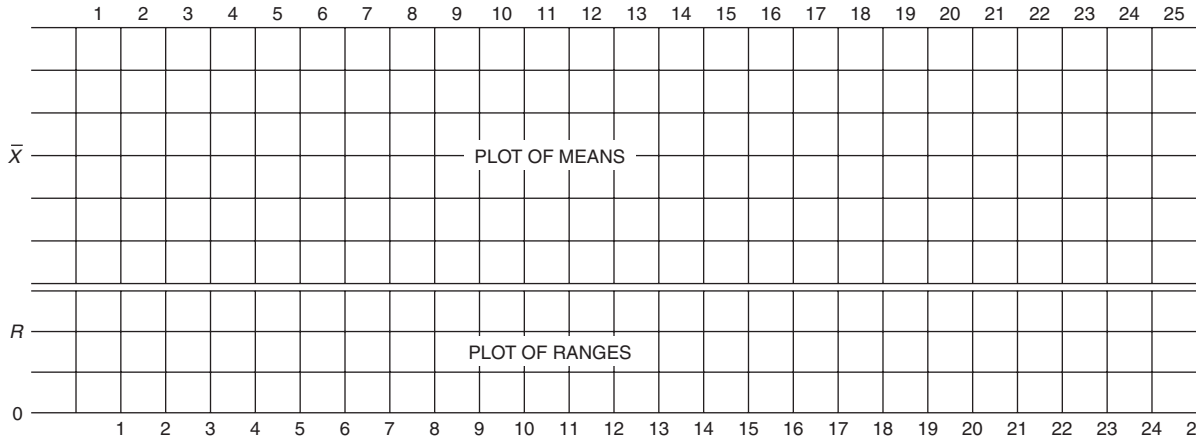 1 2 3 4 5 6 7 8 9 10 11 12 13 14 15 16 17 18 19 20 21 22 23 24 25
X̅ PLOT OF MEANS
R
PLOT OF RANGES
0
1 2 3 4 5 6 7 8 9 10 11 12 13 14 15 16 17 18 19 20 21 22 23 24 2